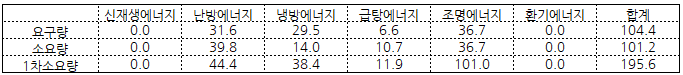 신재생에너지 난방에너지 냉방에너지 급탕에너지 조명에너지 환기에너지 합계
요구량 0.0 31.6 29.5 6.6 36.7 0.0 104.4
소요량 0.0 39.8 14.0 10.7 36.7 0.0 101.2
1차소요량 0.0 44.4 38.4 11.9 101.0 0.0 195.6